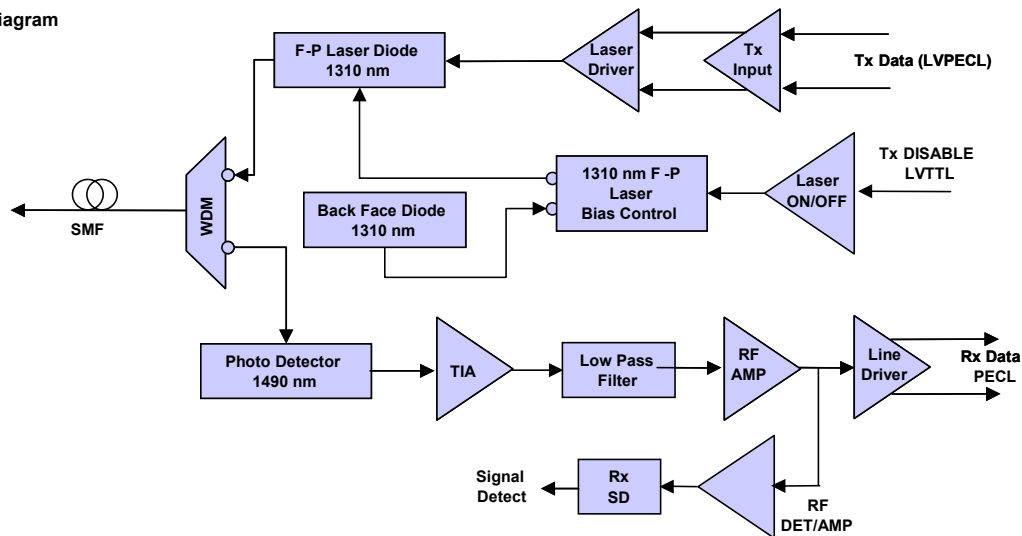 iagram
F-P Laser Diode
1310 nm
Laser
Driver
Tx
Input
Tx Data (LVPECL)
WDM
SMF
Back Face Diode
1310 nm
1310 nm F -P
Laser
Bias Control
Laser
ON/OFF
Tx DISABLE
LVTTL
Photo Detector
1490 nm
TIA
Low Pass
Filter
RF
AMP
Line
Driver
Rx Data
PECL
Signal
Detect
Rx
SD
RF
DET/AMP